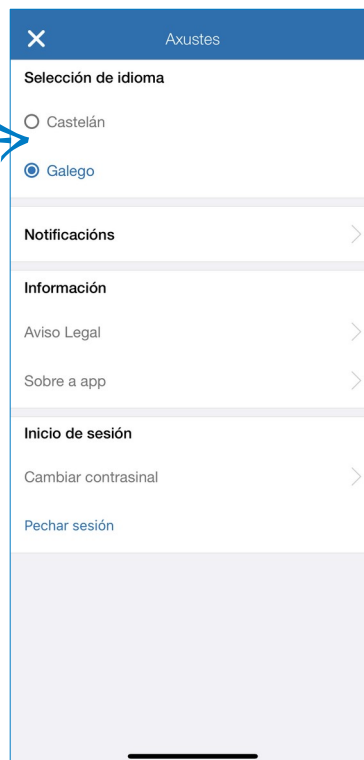 Axustes
Selección de idioma
Castelán
Galego
Notificacións
Información
Aviso Legal
Sobre a app
Inicio de sesión
Cambiar contrasinal
Pechar sesión